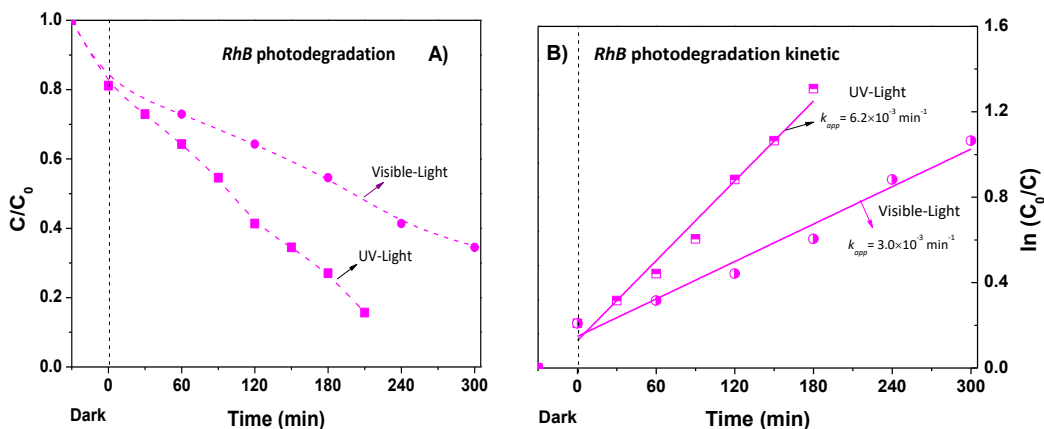 RhB photodegradation A)
Visible-Light
UV-Light
C/C0
1.0
0.8
0.6
0.4
0.2
0.0
0 60 120 180 240 300
Dark Time (min)
B) RhB photodegradation kinetic
UV-Light
kapp = 6.2×10-3 min-1
Visible-Light
kapp = 3.0×10-3 min-1
ln (C0/C)
1.6
1.2
0.8
0.4
0.0
0 60 120 180 240 300
Dark Time (min)